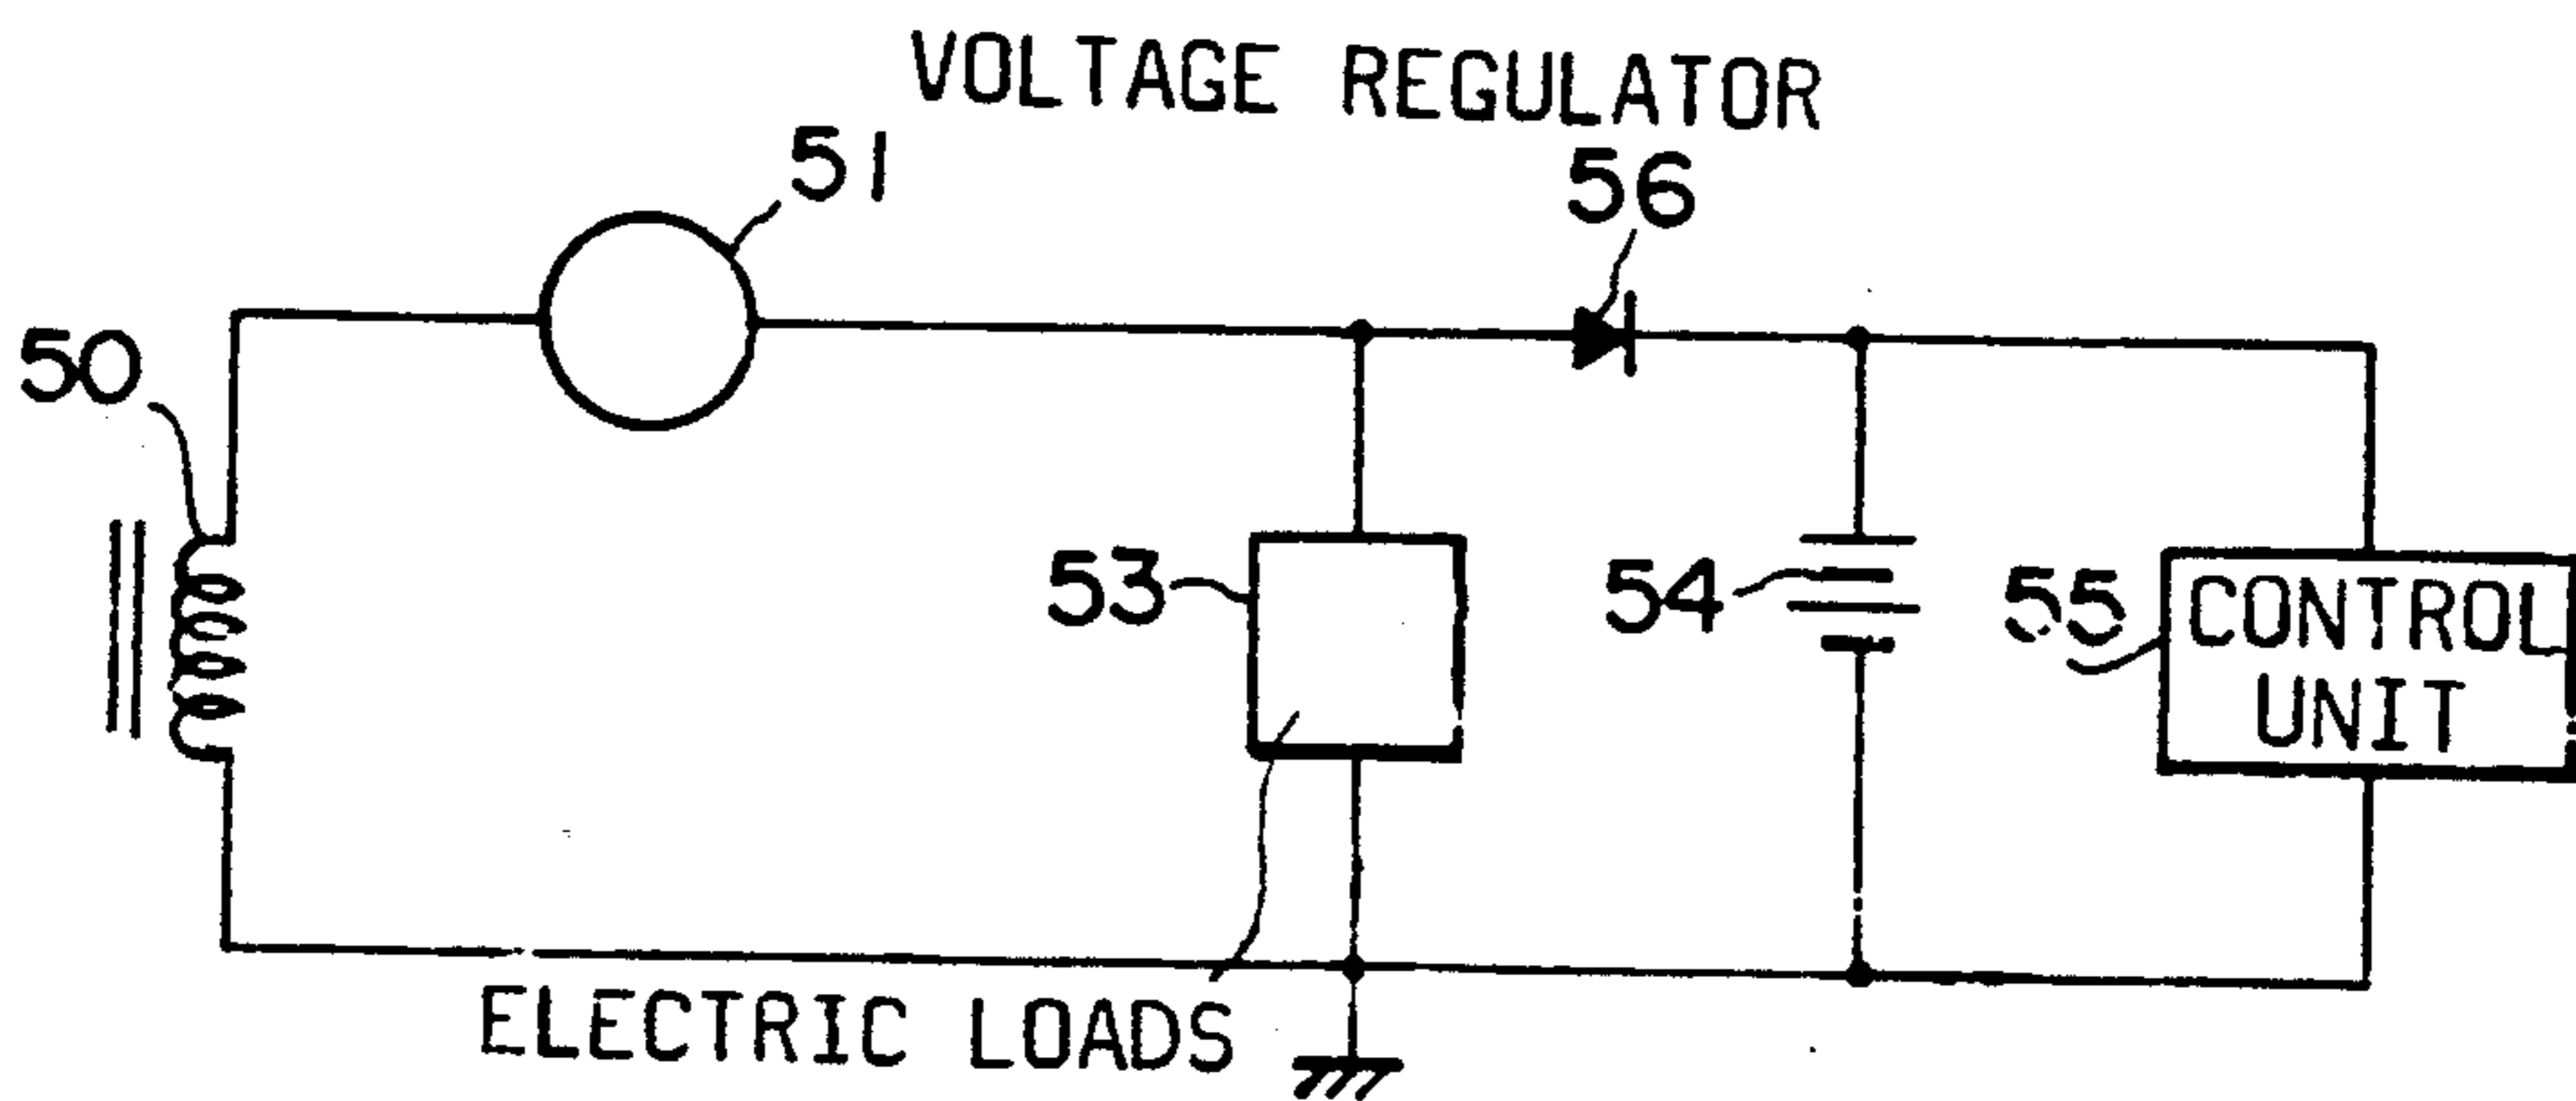 VOLTAGE REGULATOR
51
56
50
53
54
55
CONTROL
UNIT
ELECTRIC LOADS